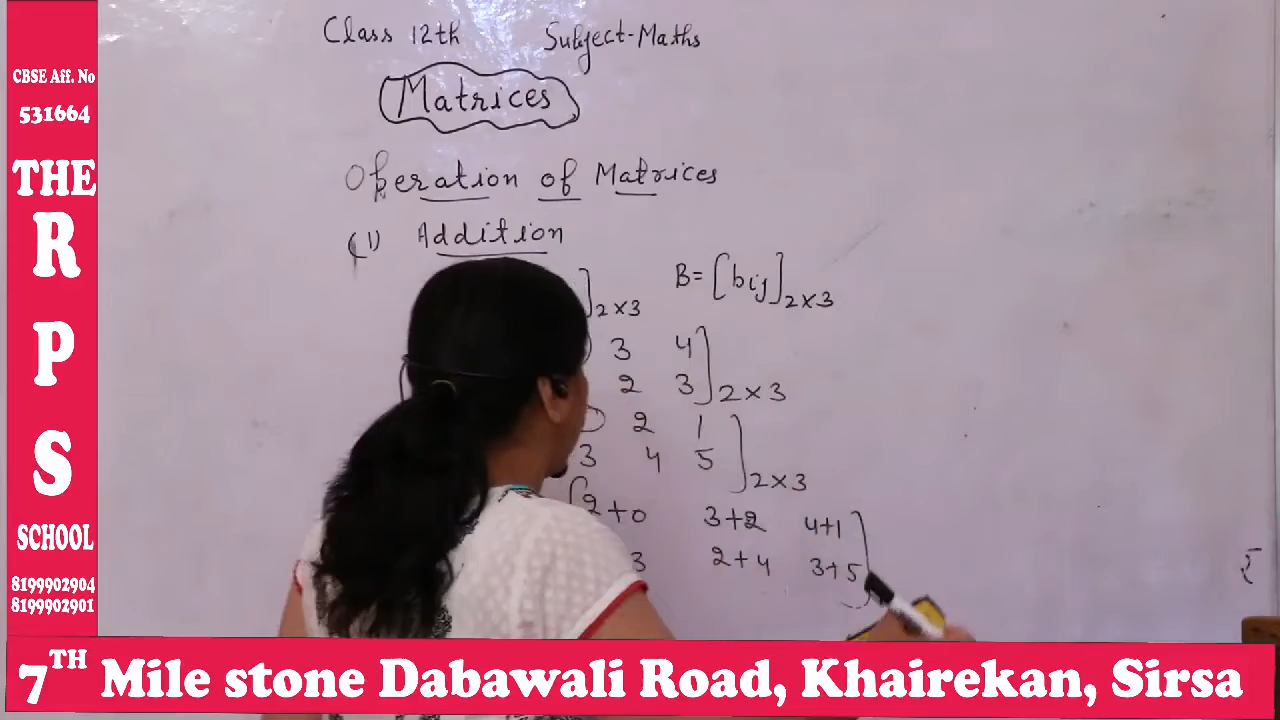 CBSE Aff. No
531664
THE
R
P
S
SCHOOL
8199902904
8199902901
Class 12th Subject-Maths
Matrices
Operation of Matrices
(1) Addition
]2×3 B=[bij]2×3
3 4
2 3]2×3
0 2 1
3 4 5]2×3
[2+0 3+2 4+1]
3 2+4 3+5
7TH Mile stone Dabawali Road, Khairekan, Sirsa